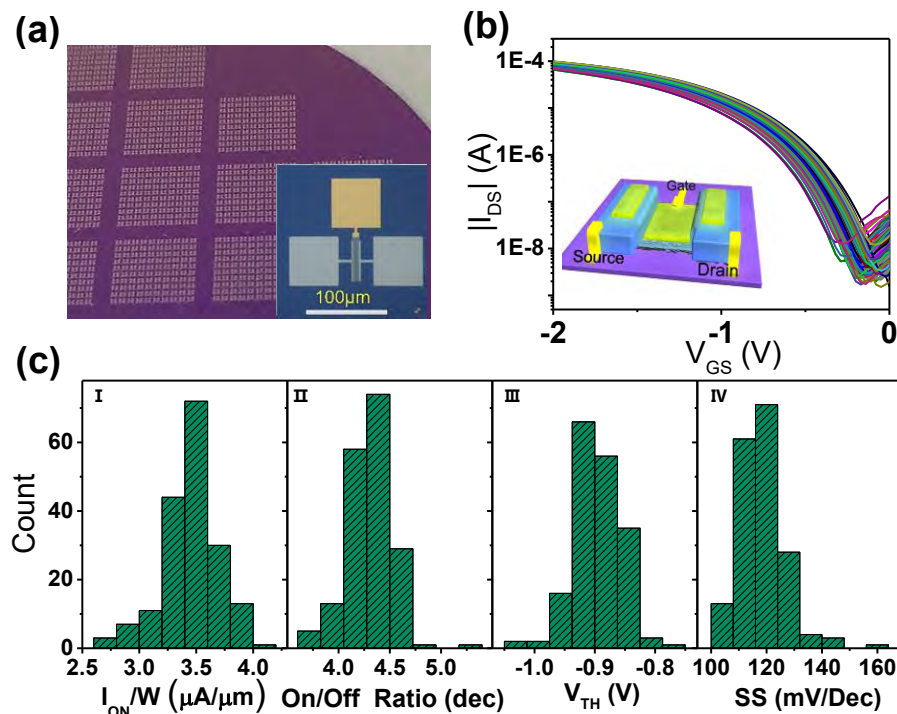 (a)
100μm
(b)
1E-4
1E-6
1E-8
|I_DS| (A)
Gate
Source
Drain
-2
-1
0
V_GS (V)
(c)
Count
60
40
20
0
I
2.5
3.0
3.5
4.0
I_ON/W (μA/μm)
II
4.0
4.5
5.0
On/Off Ratio (dec)
III
-1.0
-0.9
-0.8
V_TH (V)
IV
100
120
140
160
SS (mV/Dec)